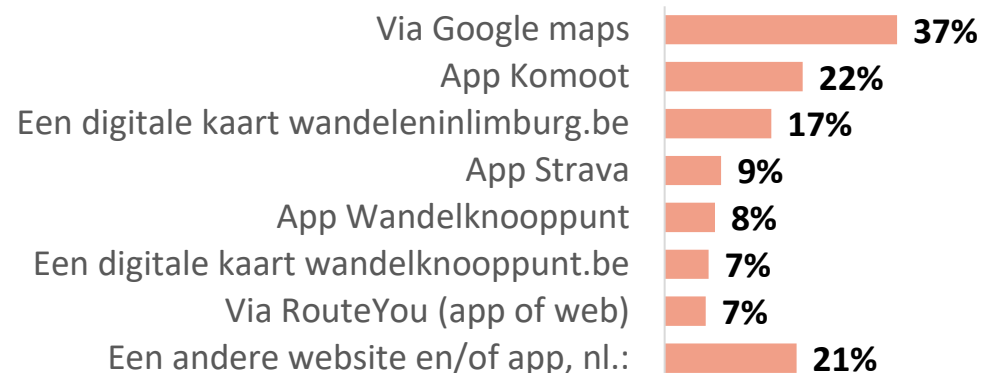 Via Google maps 37%
App Komoot 22%
Een digitale kaart wandeleninlimburg.be 17%
App Strava 9%
App Wandelknooppunt 8%
Een digitale kaart wandelknooppunt.be 7%
Via RouteYou (app of web) 7%
Een andere website en/of app, nl.: 21%